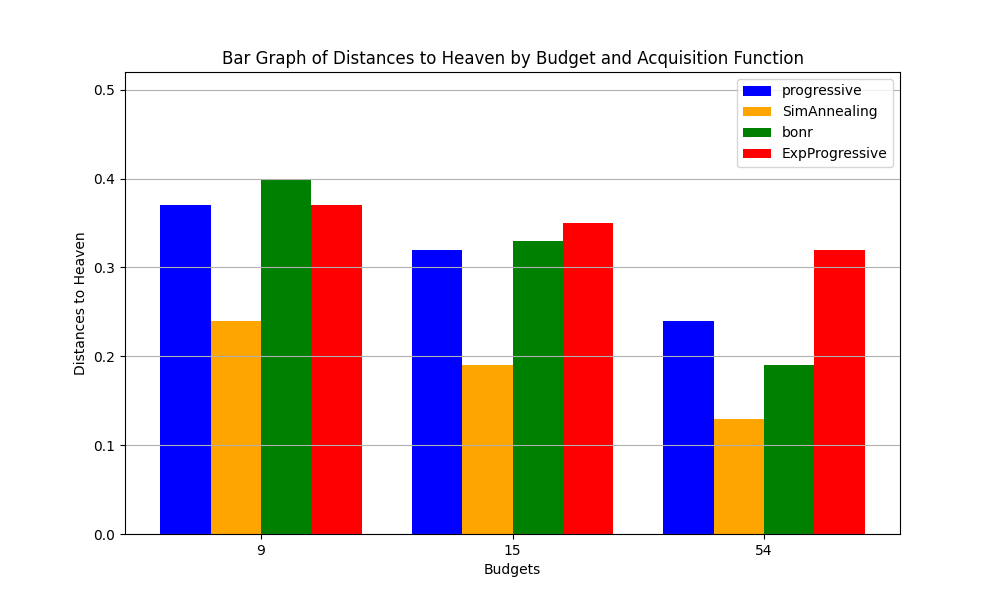 Bar Graph of Distances to Heaven by Budget and Acquisition Function
progressive
SimAnnealing
bonr
ExpProgressive
Distances to Heaven
0.5
0.4
0.3
0.2
0.1
0.0
9
15
54
Budgets